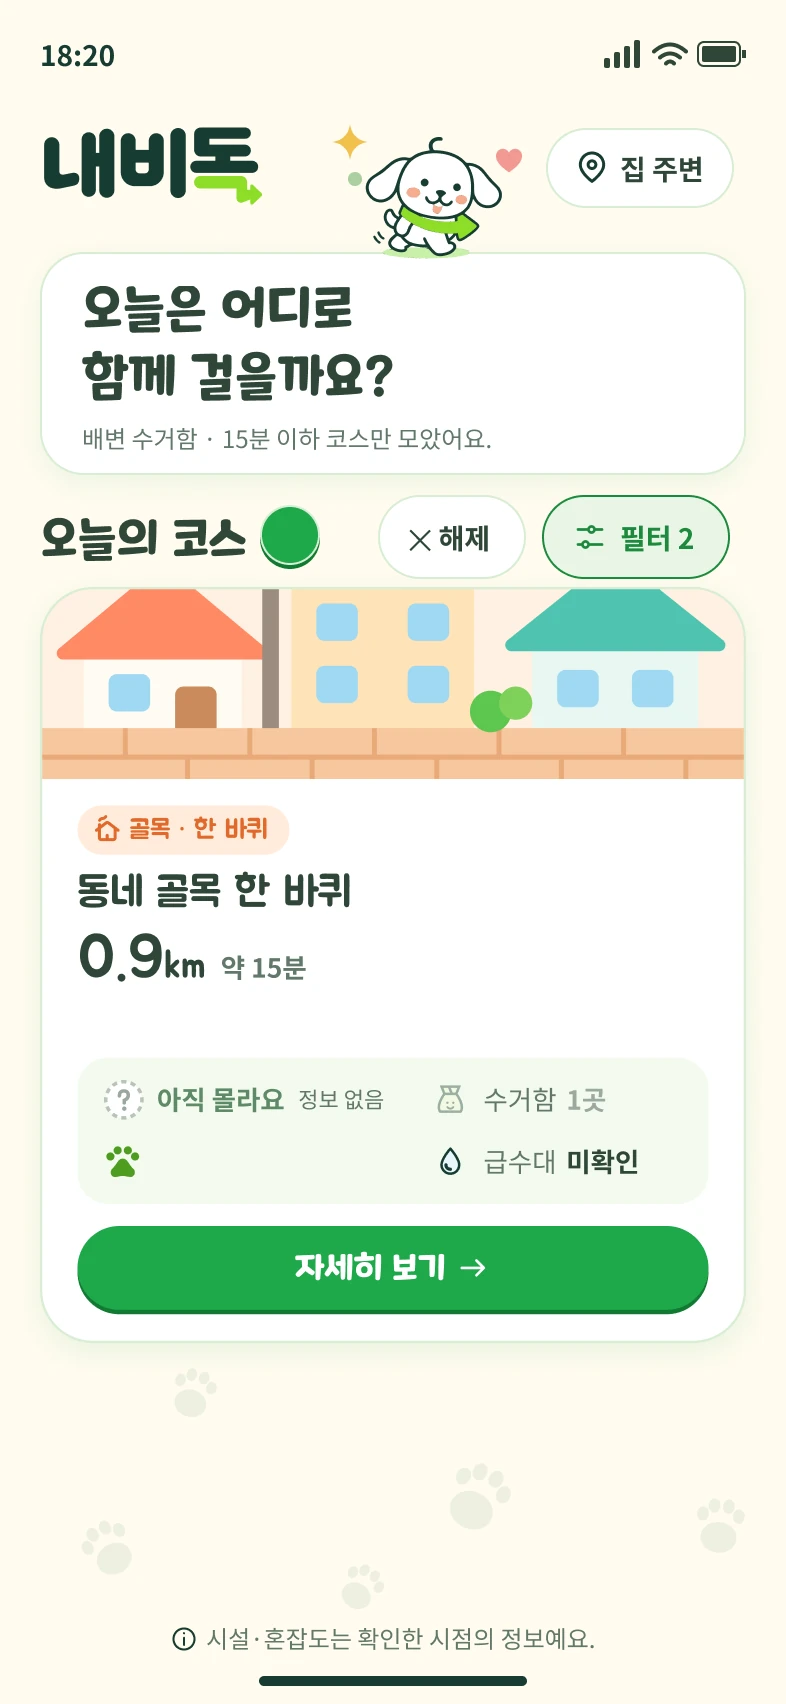 18:20
내비독
집 주변
오늘은 어디로
함께 걸을까요?
배변 수거함 · 15분 이하 코스만 모았어요.
오늘의 코스
해제
필터 2
골목 · 한 바퀴
동네 골목 한 바퀴
0.9km 약 15분
? 아직 몰라요 정보 없음
수거함 1곳
급수대 미확인
자세히 보기 →
시설·혼잡도는 확인한 시점의 정보예요.